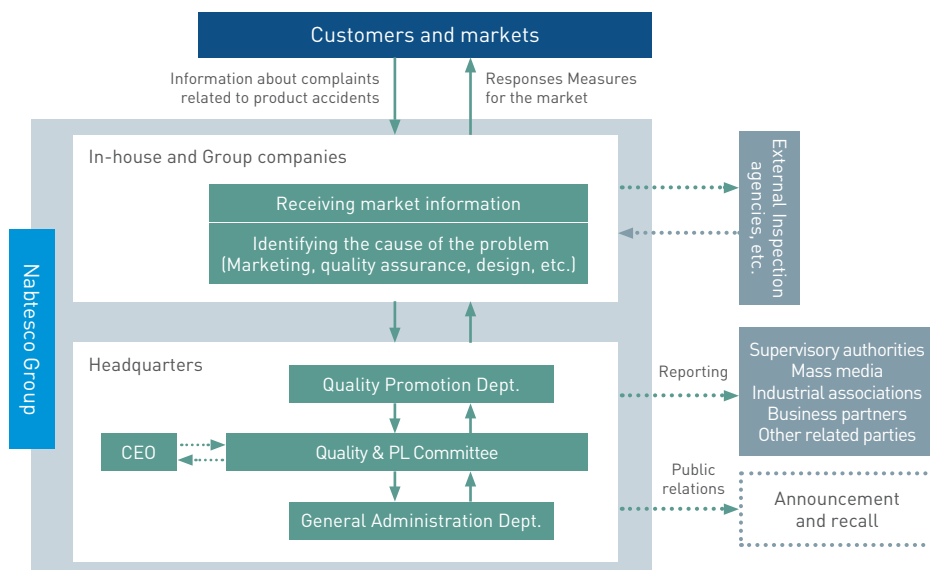 Customers and markets
Information about complaints
related to product accidents
Responses Measures
for the market
In-house and Group companies
Receiving market information
Identifying the cause of the problem
(Marketing, quality assurance, design, etc.)
External Inspection
agencies, etc.
Nabtesco Group
Headquarters
Quality Promotion Dept.
CEO
Quality & PL Committee
General Administration Dept.
Reporting
Supervisory authorities
Mass media
Industrial associations
Business partners
Other related parties
Public
relations
Announcement
and recall